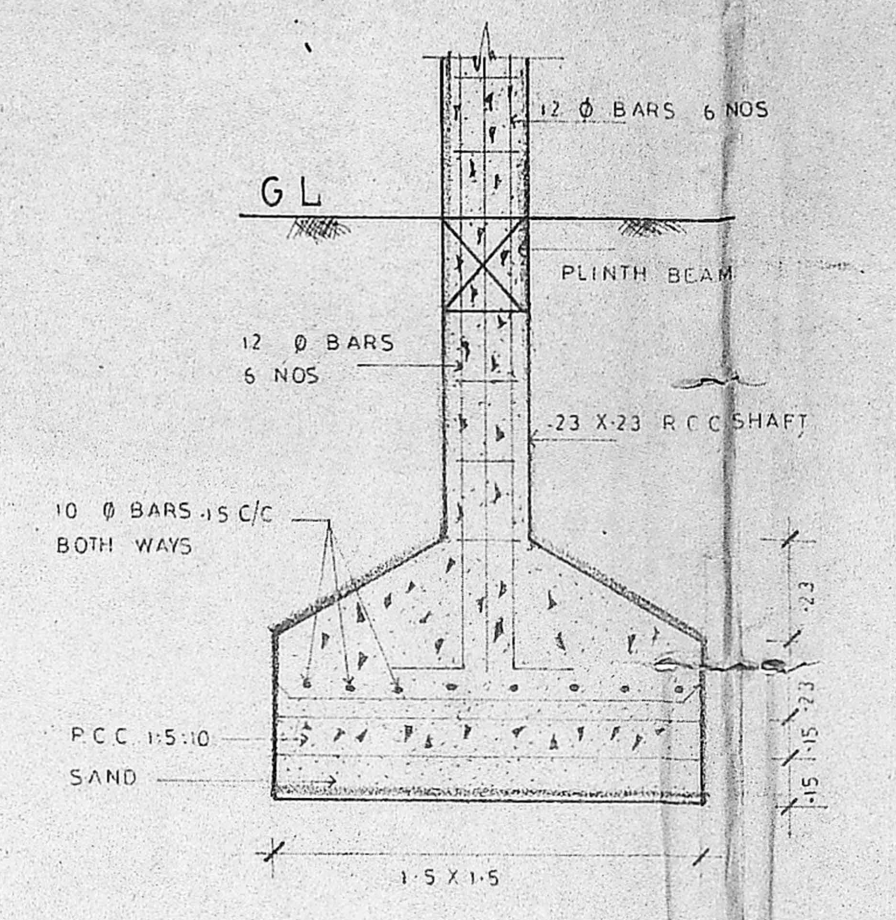 12 Ø BARS 6 NOS
GL
PLINTH BEAM
12 Ø BARS
6 NOS
.23 X .23 R C C SHAFT
10 Ø BARS .15 C/C
BOTH WAYS
.23
.23
P.C.C. 1:5:10
.15
SAND
.15
1.5 X 1.5